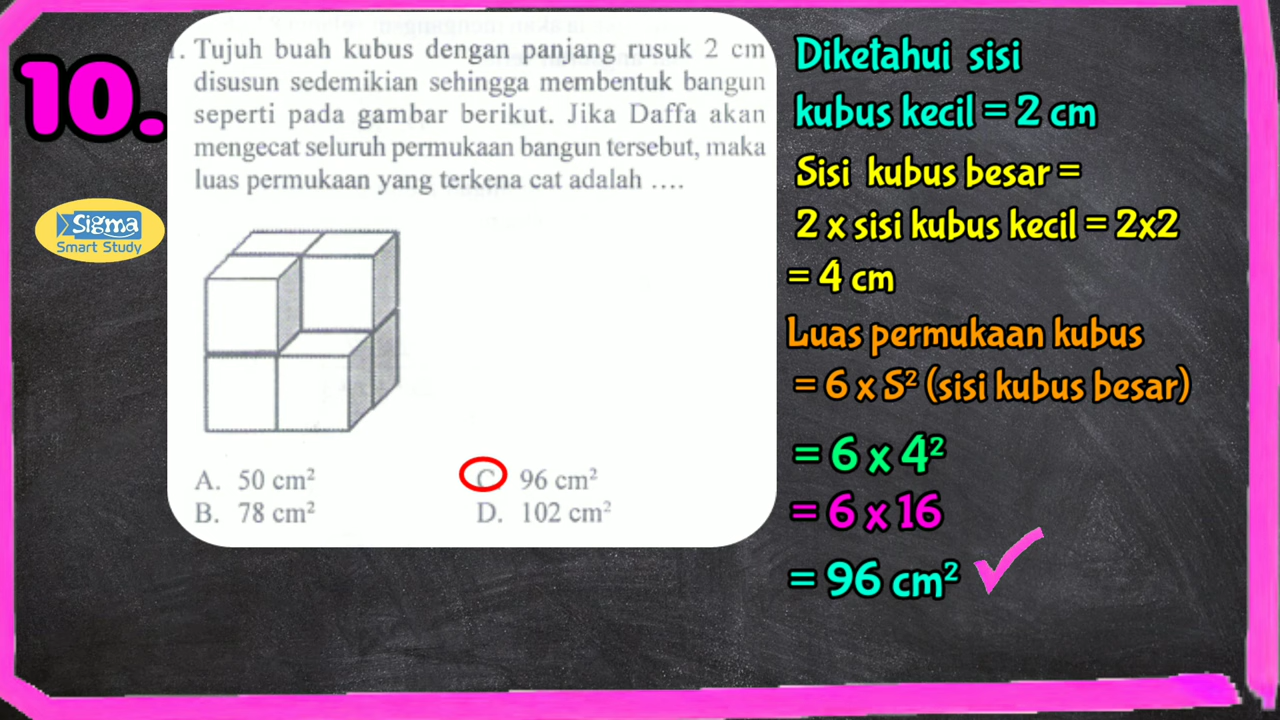 10.
. Tujuh buah kubus dengan panjang rusuk 2 cm
disusun sedemikian sehingga membentuk bangun
seperti pada gambar berikut. Jika Daffa akan
mengecat seluruh permukaan bangun tersebut, maka
luas permukaan yang terkena cat adalah ….
A. 50 cm²
C. 96 cm²
B. 78 cm²
D. 102 cm²
Sigma
Smart Study
Diketahui sisi
kubus kecil = 2 cm
Sisi kubus besar =
2 x sisi kubus kecil = 2x2
= 4 cm
Luas permukaan kubus
= 6 x S² (sisi kubus besar)
= 6 x 4²
= 6 x 16
= 96 cm²